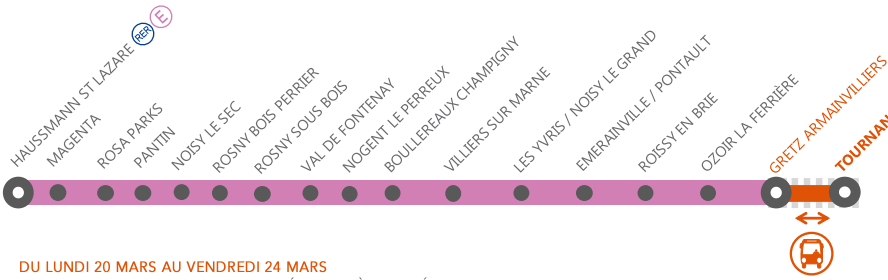 HAUSSMANN ST LAZARE RER E
MAGENTA
ROSA PARKS
PANTIN
NOISY LE SEC
ROSNY BOIS PERRIER
ROSNY SOUS BOIS
VAL DE FONTENAY
NOGENT LE PERREUX
BOULLEREAUX CHAMPIGNY
VILLIERS SUR MARNE
LES YVRIS / NOISY LE GRAND
EMERAINVILLE / PONTAULT
ROISSY EN BRIE
OZOIR LA FERRIÈRE
GRETZ ARMAINVILLIERS
TOURNAN
DU LUNDI 20 MARS AU VENDREDI 24 MARS